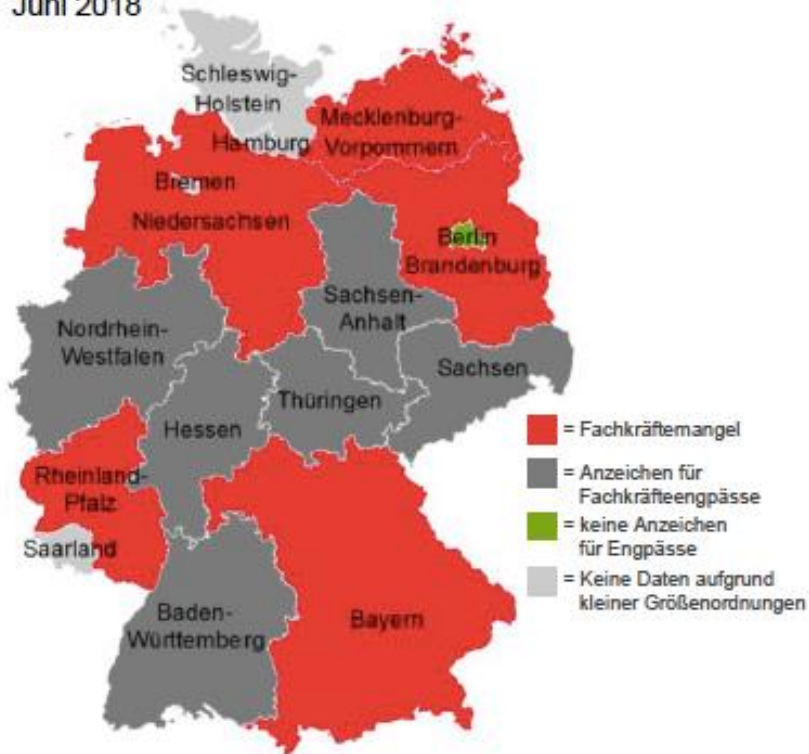 Juni 2018
Schleswig-
Holstein
Mecklenburg-
Vorpommern
Hamburg
Bremen
Niedersachsen
Berlin
Brandenburg
Sachsen-
Anhalt
Nordrhein-
Westfalen
Sachsen
Thüringen
Hessen
Rheinland-
Pfalz
Saarland
Baden-
Württemberg
Bayern
= Fachkräftemangel
= Anzeichen für
Fachkräfteengpässe
= keine Anzeichen
für Engpässe
= Keine Daten aufgrund
kleiner Größenordnungen